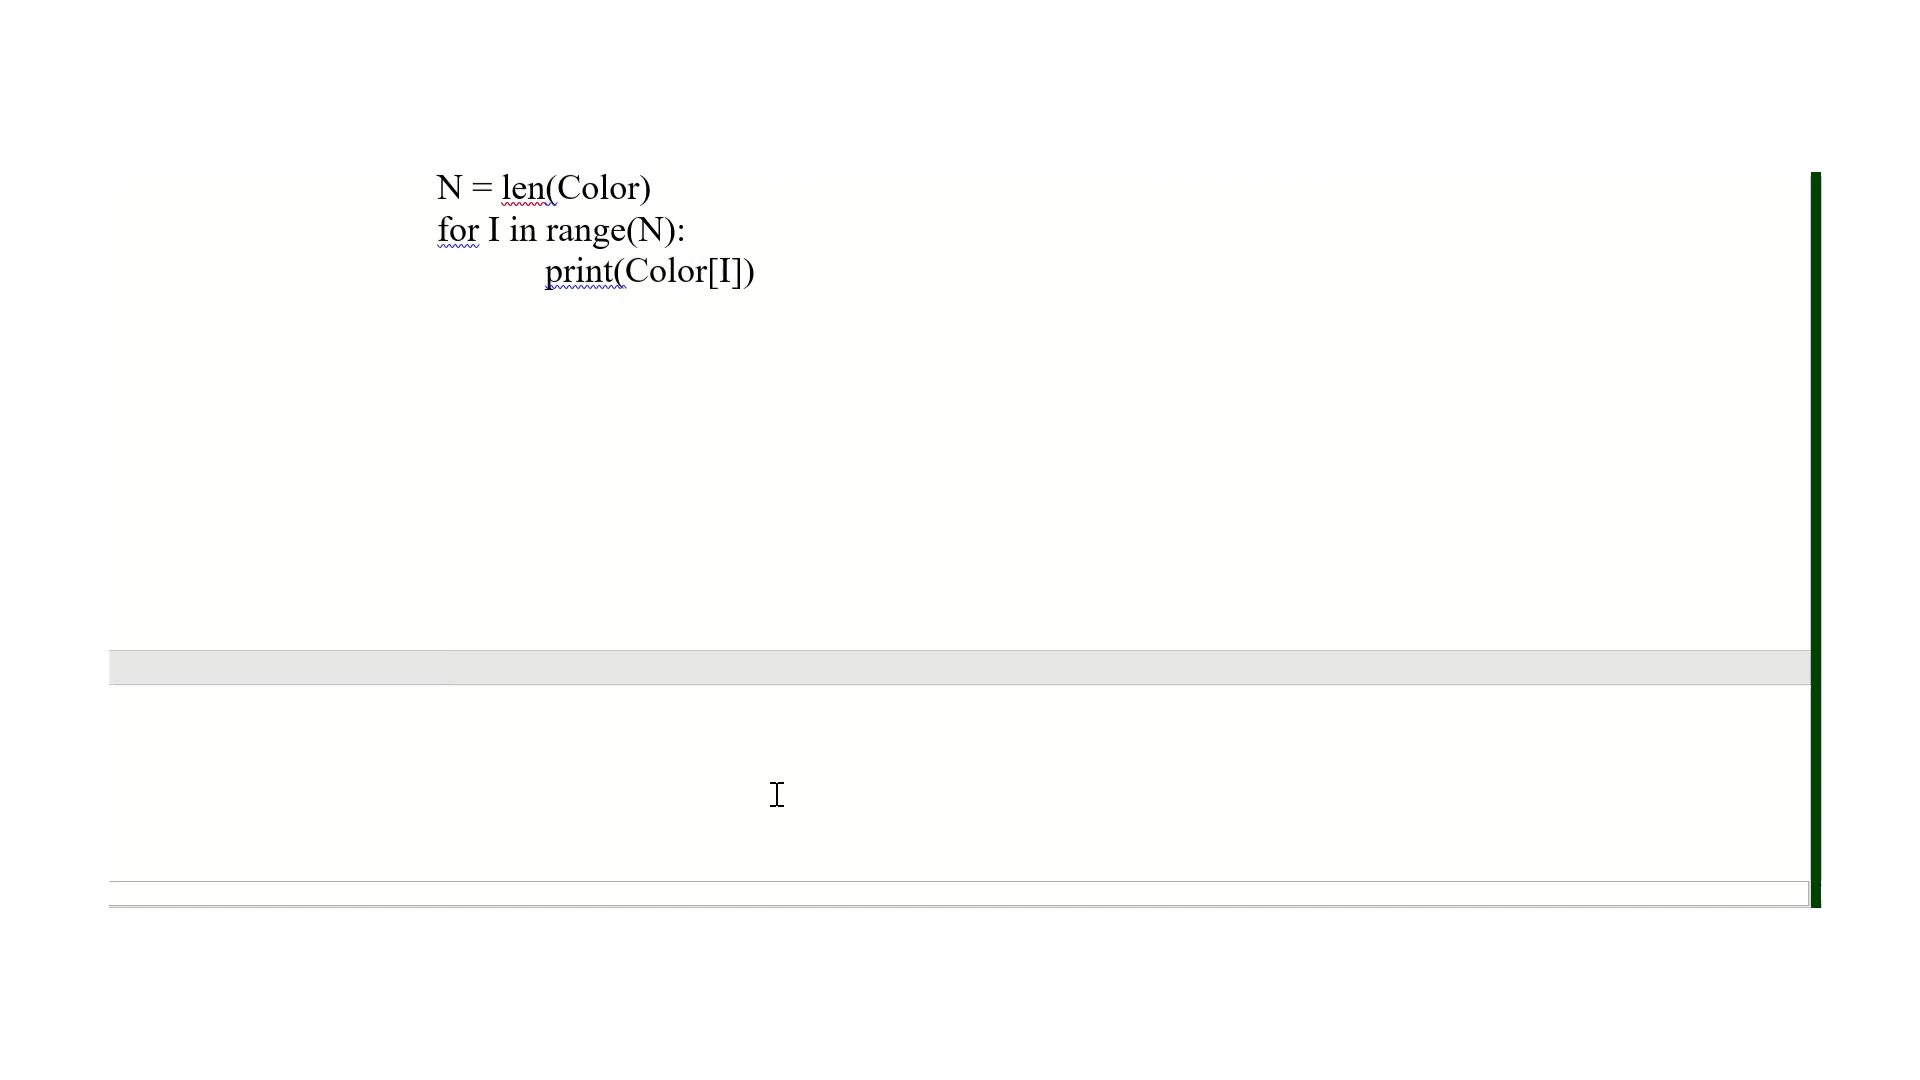 N = len(Color)
for I in range(N):
print(Color[I])